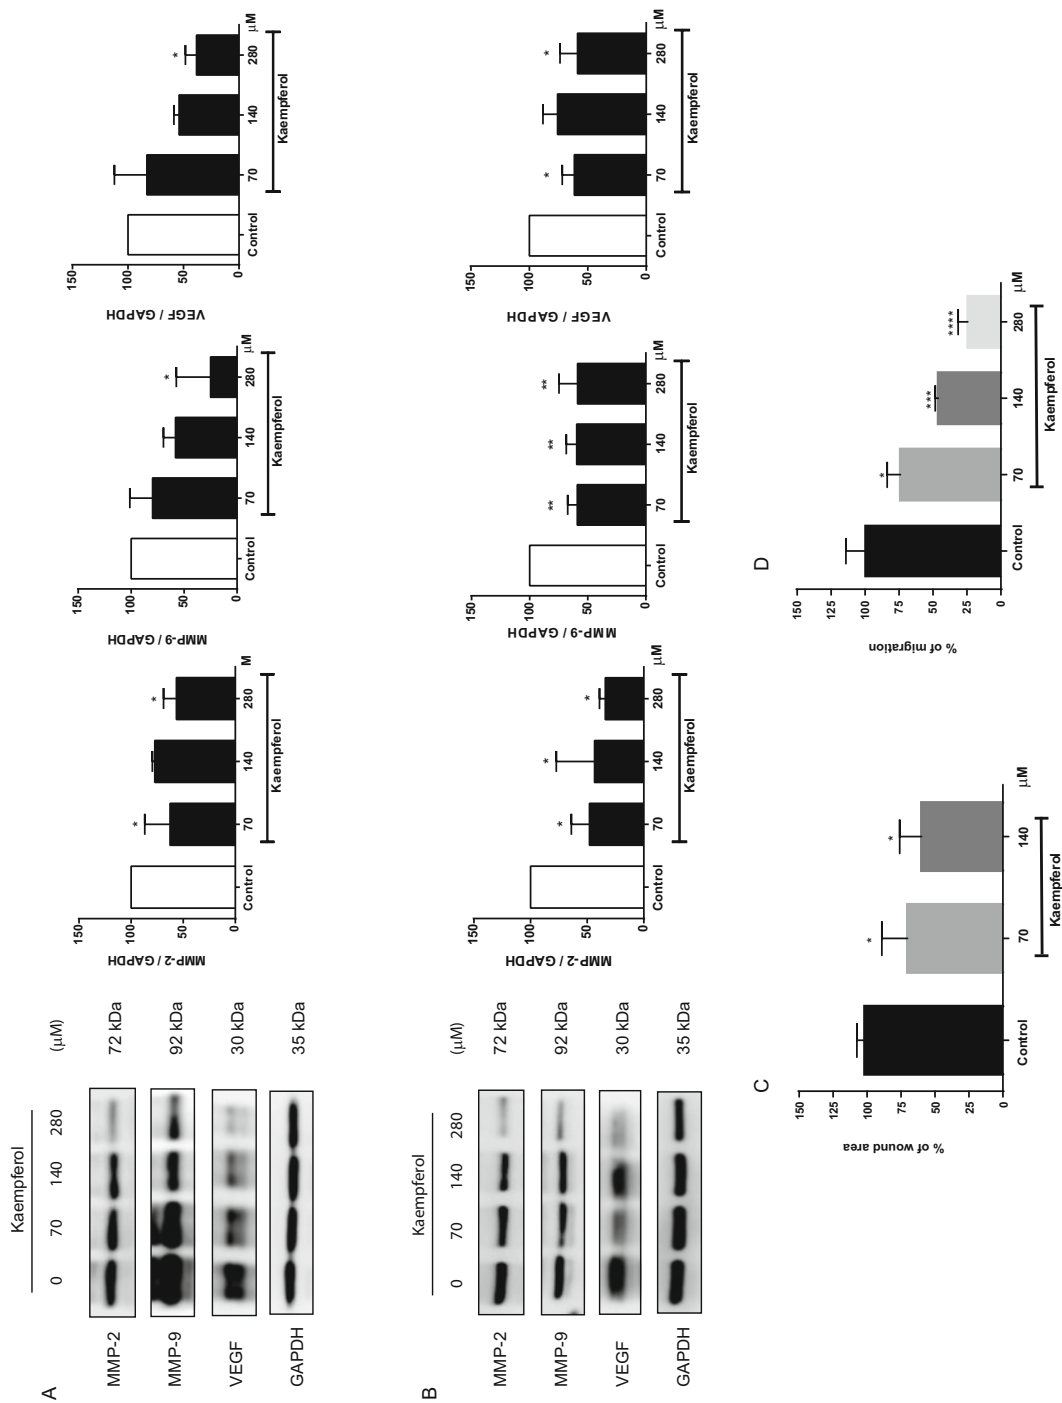 A
Kaempferol
0 70 140 280 (µM)
MMP-2 72 kDa
MMP-9 92 kDa
VEGF 30 kDa
GAPDH 35 kDa
MMP-2 / GAPDH
150
100
50
0
*
*
Control 70 140 280 M
Kaempferol
MMP-9 / GAPDH
150
100
50
0
*
Control 70 140 280 µM
Kaempferol
VEGF / GAPDH
150
100
50
0
*
Control 70 140 280 µM
Kaempferol
B
Kaempferol
0 70 140 280 (µM)
MMP-2 72 kDa
MMP-9 92 kDa
VEGF 30 kDa
GAPDH 35 kDa
MMP-2 / GAPDH
150
100
50
0
* * *
Control 70 140 280 µM
Kaempferol
MMP-9 / GAPDH
150
100
50
0
** ** **
Control 70 140 280 µM
Kaempferol
VEGF / GAPDH
150
100
50
0
* *
Control 70 140 280 µM
Kaempferol
C
% of wound area
150
125
100
75
50
25
0
* *
Control 70 140 µM
Kaempferol
D
% of migration
150
125
100
75
50
25
0
* *** ****
Control 70 140 280 µM
Kaempferol